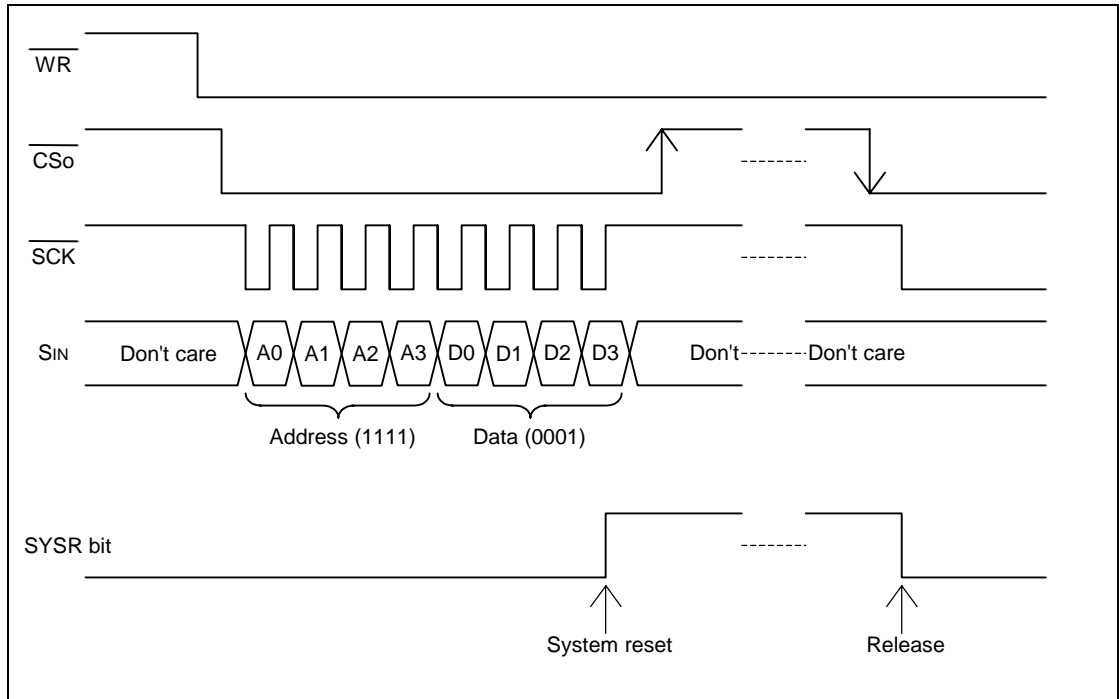 WR
CSo
SCK
SIN Don't care A0 A1 A2 A3 D0 D1 D2 D3 Don't Don't care
Address (1111) Data (0001)
SYSR bit
System reset Release